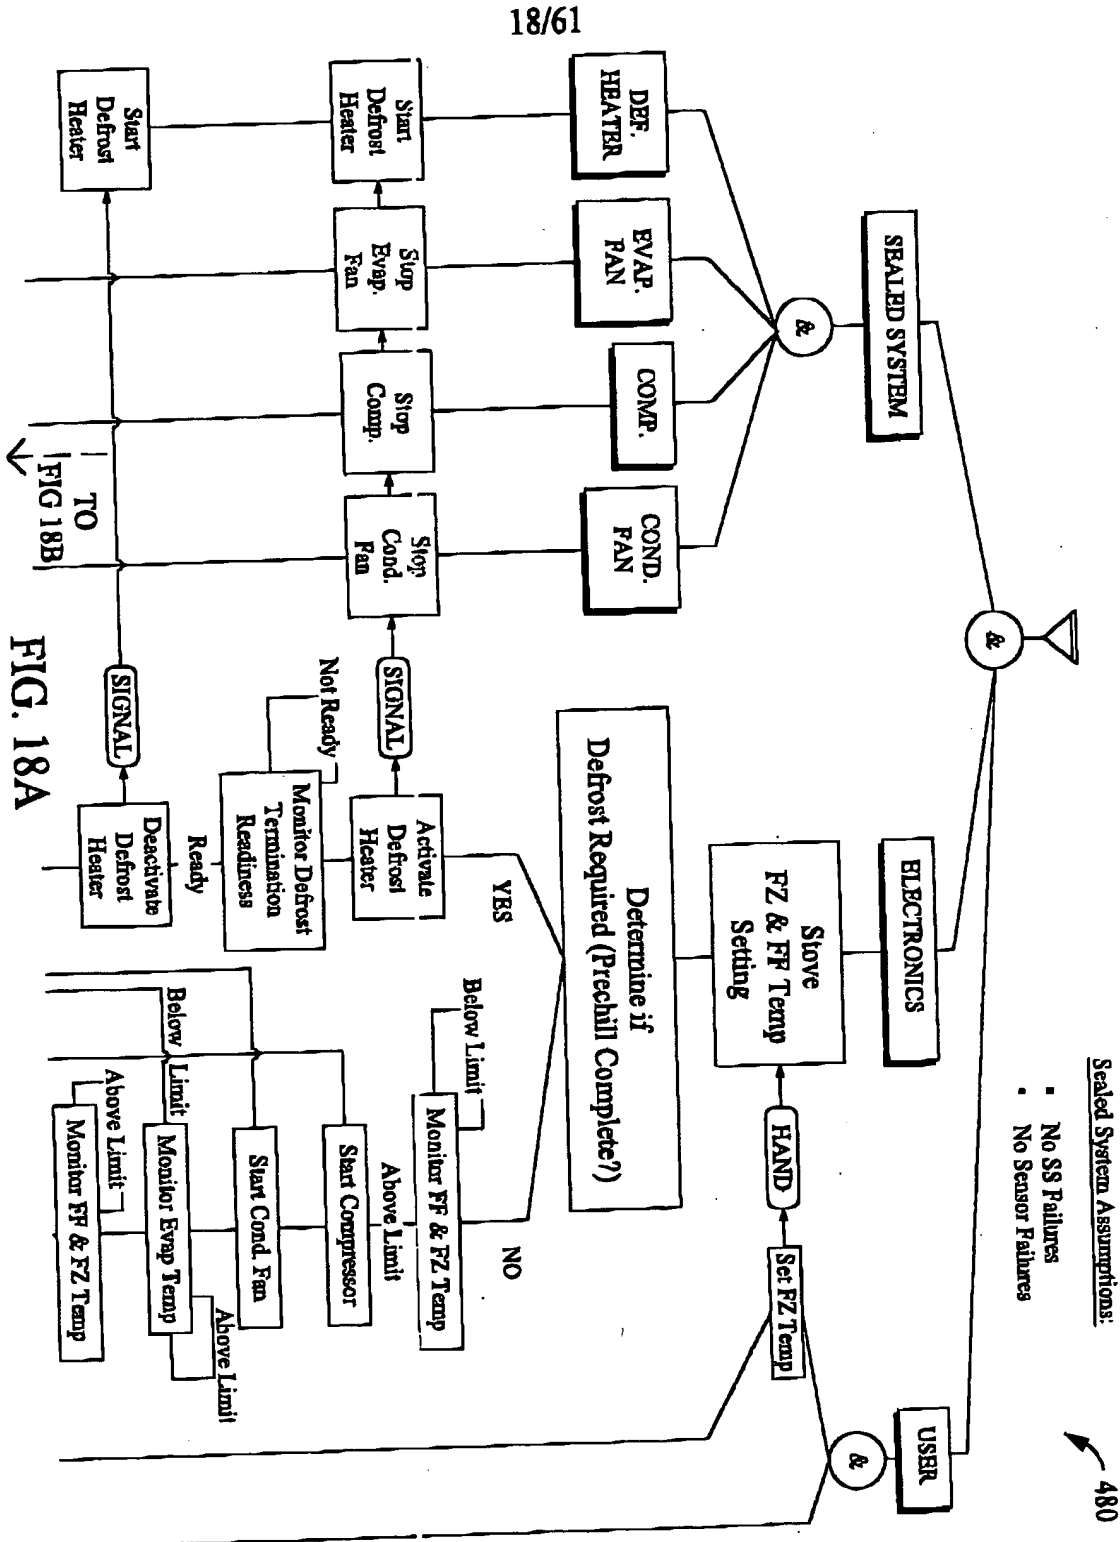 18/61
480
Sealed System Assumptions:
▪ No SS Failures
▪ No Sensor Failures
&
SEALED SYSTEM
ELECTRONICS
USER
&
&
DEF.
HEATER
EVAP.
FAN
COMP.
COND.
FAN
Stove
FZ & FF Temp
Setting
HAND
Set FZ Temp
Determine if
Defrost Required (Prechill Complete?)
YES
NO
Start
Defrost
Heater
Stop
Evap.
Fan
Stop
Comp.
Stop
Cond.
Fan
SIGNAL
Activate
Defrost
Heater
Below Limit
Monitor FF & FZ Temp
Above Limit
Not Ready
Monitor Defrost
Termination
Readiness
Start Compressor
Ready
Start Cond. Fan
Above Limit
Start
Defrost
Heater
SIGNAL
Deactivate
Defrost
Heater
Below Limit
Monitor Evap Temp
Above Limit
Monitor FF & FZ Temp
TO
FIG 18B
FIG. 18A